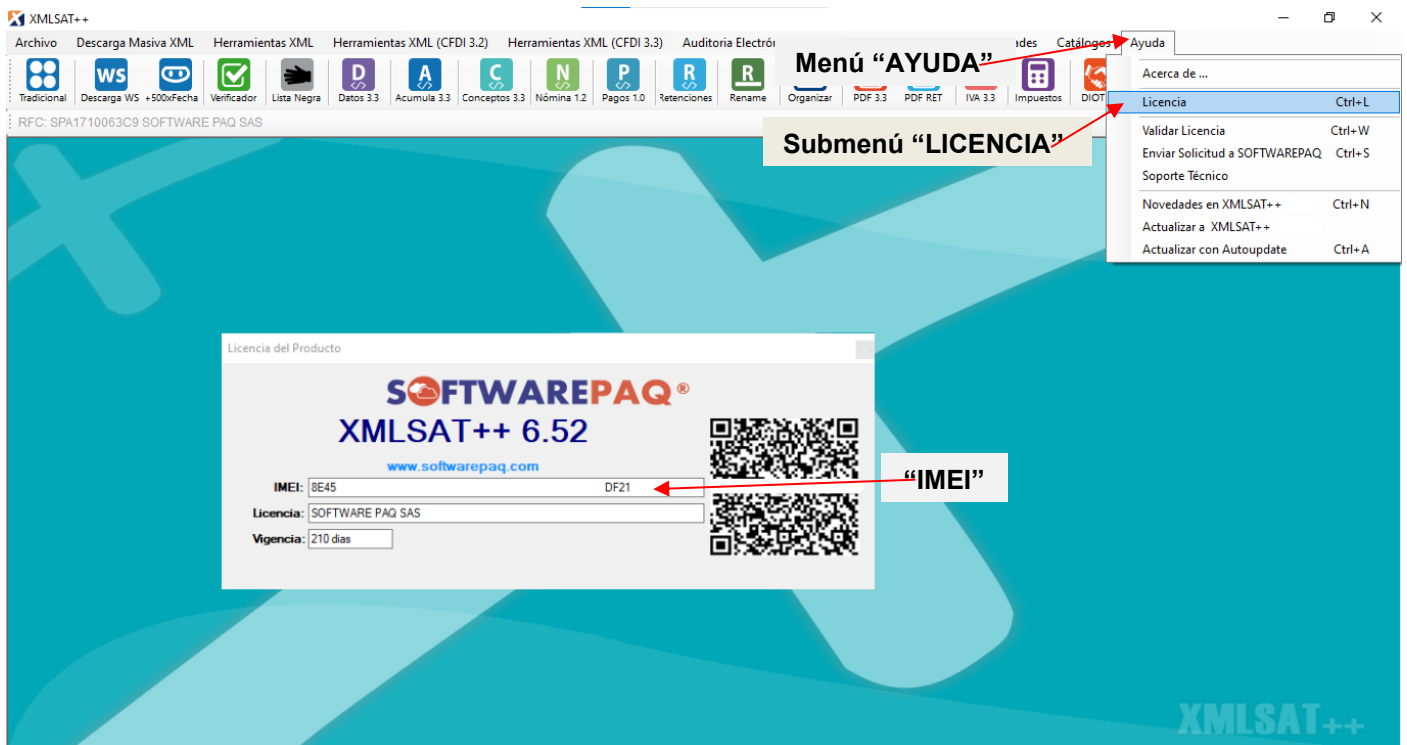 XMLSAT++
Archivo Descarga Masiva XML Herramientas XML Herramientas XML (CFDI 3.2) Herramientas XML (CFDI 3.3) Auditoria Catálogos Ayuda
Menú “AYUDA”
Tradicional Descarga WS +500xFecha Verificador Lista Negra Datos 3.3 Acumula 3.3 Conceptos 3.3 Nómina 1.2 Pagos 1.0 Retenciones Rename Organizar PDF 3.3 PDF RET IVA 3.3 Impuestos DIOT
RFC: SPA1710063C9 SOFTWARE PAQ SAS
Submenú “LICENCIA”
Acerca de ...
Licencia Ctrl+L
Validar Licencia Ctrl+W
Enviar Solicitud a SOFTWAREPAQ Ctrl+S
Soporte Técnico
Novedades en XMLSAT++ Ctrl+N
Actualizar a XMLSAT++
Actualizar con Autoupdate Ctrl+A
Licencia del Producto
SOFTWAREPAQ®
XMLSAT++ 6.52
www.softwarepaq.com
IMEI: 8E45 DF21
“IMEI”
Licencia: SOFTWARE PAQ SAS
Vigencia: 210 dias
XMLSAT++